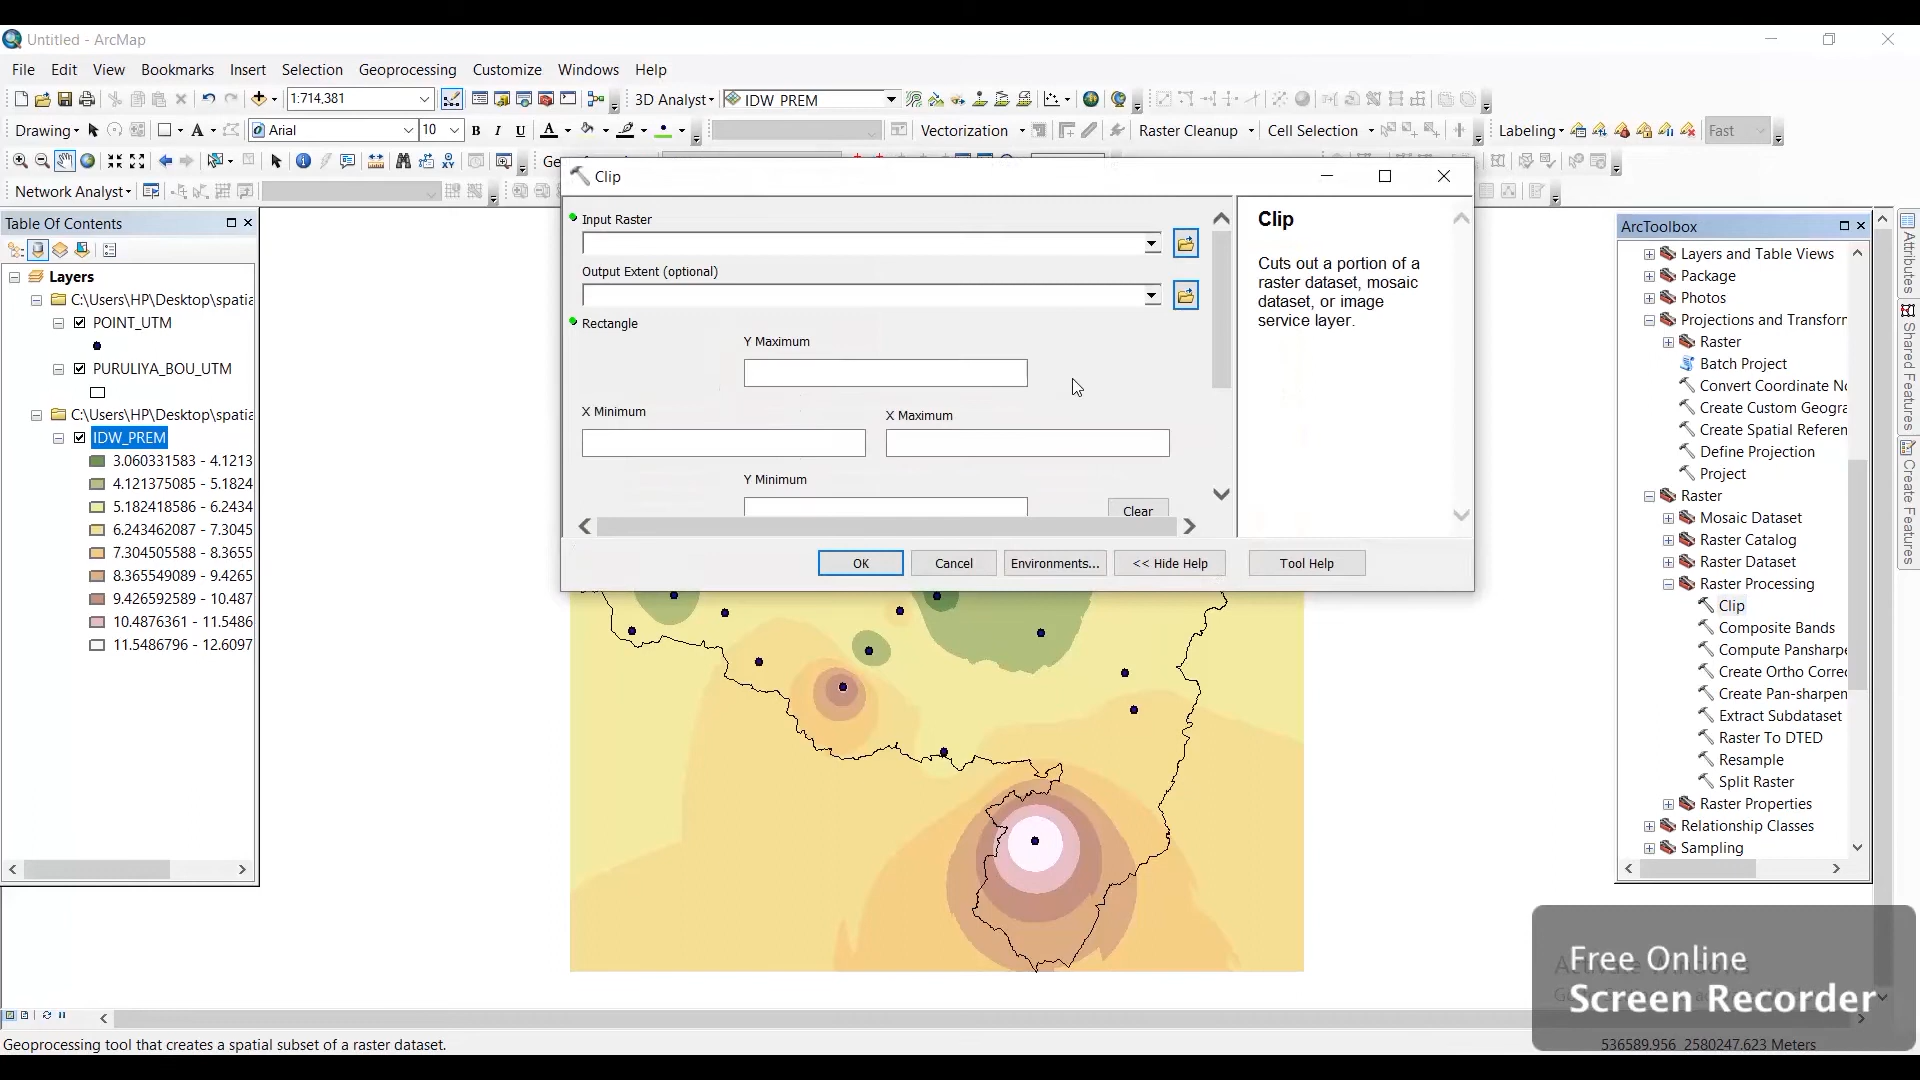 Untitled - ArcMap
File Edit View Bookmarks Insert Selection Geoprocessing Customize Windows Help
1:714,381 3D Analyst IDW PREM
Drawing Arial 10 B I U A Vectorization Raster Cleanup Cell Selection Labeling Fast
Network Analyst
Table Of Contents
Layers
C:\Users\HP\Desktop\spatia
POINT_UTM
PURULIYA_BOU_UTM
C:\Users\HP\Desktop\spatia
IDW_PREM
3.060331583 - 4.1213
4.121375085 - 5.1824
5.182418586 - 6.2434
6.243462087 - 7.3045
7.304505588 - 8.3655
8.365549089 - 9.4265
9.426592589 - 10.487
10.4876361 - 11.5486
11.5486796 - 12.6097
Clip
Input Raster
Output Extent (optional)
Rectangle
Y Maximum
X Minimum
X Maximum
Y Minimum
Clear
OK
Cancel
Environments...
<< Hide Help
Tool Help
Clip
Cuts out a portion of a
raster dataset, mosaic
dataset, or image
service layer.
ArcToolbox
Layers and Table Views
Package
Photos
Projections and Transform
Raster
Batch Project
Convert Coordinate No
Create Custom Geogra
Create Spatial Referen
Define Projection
Project
Raster
Mosaic Dataset
Raster Catalog
Raster Dataset
Raster Processing
Clip
Composite Bands
Compute Pansharpe
Create Ortho Correc
Create Pan-sharpen
Extract Subdataset
Raster To DTED
Resample
Split Raster
Raster Properties
Relationship Classes
Sampling
Attributes
Shared Features
Create Features
Free Online
Screen Recorder
Geoprocessing tool that creates a spatial subset of a raster dataset.
536589.956 2580247.623 Meters